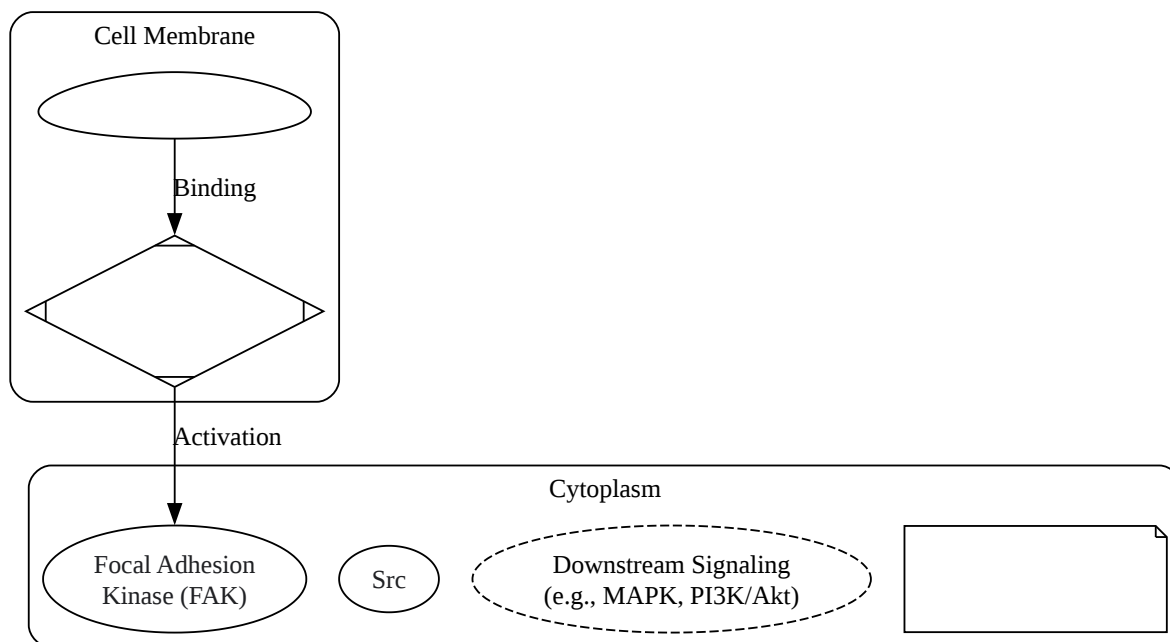 Cell Membrane
Binding
Activation
Cytoplasm
Focal Adhesion
Kinase (FAK)
Src
Downstream Signaling
(e.g., MAPK, PI3K/Akt)